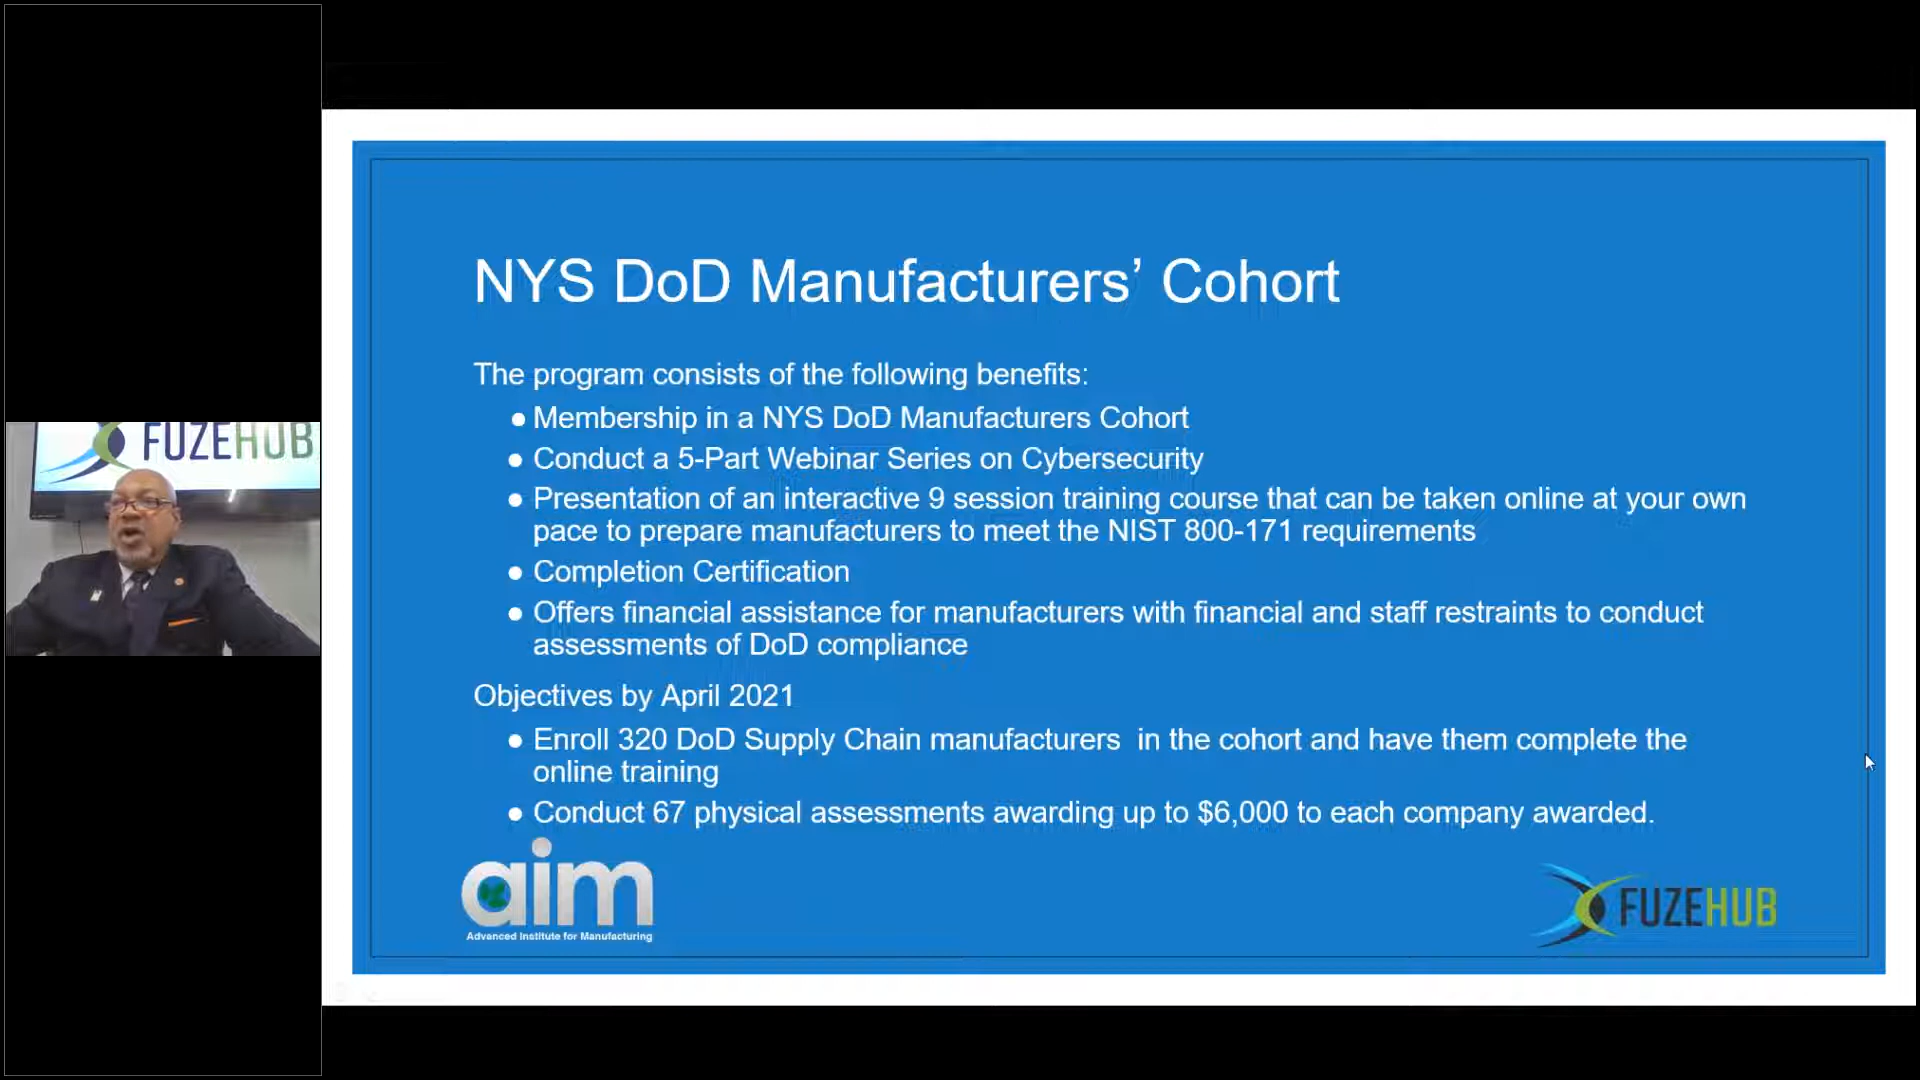 FUZEHUB
NYS DoD Manufacturers’ Cohort
The program consists of the following benefits:
● Membership in a NYS DoD Manufacturers Cohort
● Conduct a 5-Part Webinar Series on Cybersecurity
● Presentation of an interactive 9 session training course that can be taken online at your own
pace to prepare manufacturers to meet the NIST 800-171 requirements
● Completion Certification
● Offers financial assistance for manufacturers with financial and staff restraints to conduct
assessments of DoD compliance
Objectives by April 2021
● Enroll 320 DoD Supply Chain manufacturers  in the cohort and have them complete the
online training
● Conduct 67 physical assessments awarding up to $6,000 to each company awarded.
aim
Advanced Institute for Manufacturing
FUZEHUB